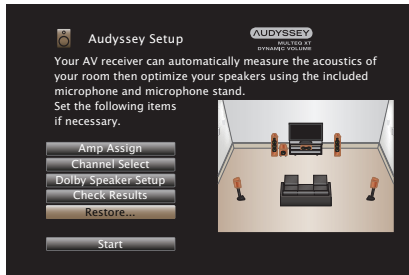 Audyssey Setup
AUDYSSEY
MULTEQ XT
DYNAMIC VOLUME
Your AV receiver can automatically measure the acoustics of
your room then optimize your speakers using the included
microphone and microphone stand.
Set the following items
if necessary.
Amp Assign
Channel Select
Dolby Speaker Setup
Check Results
Restore...
Start